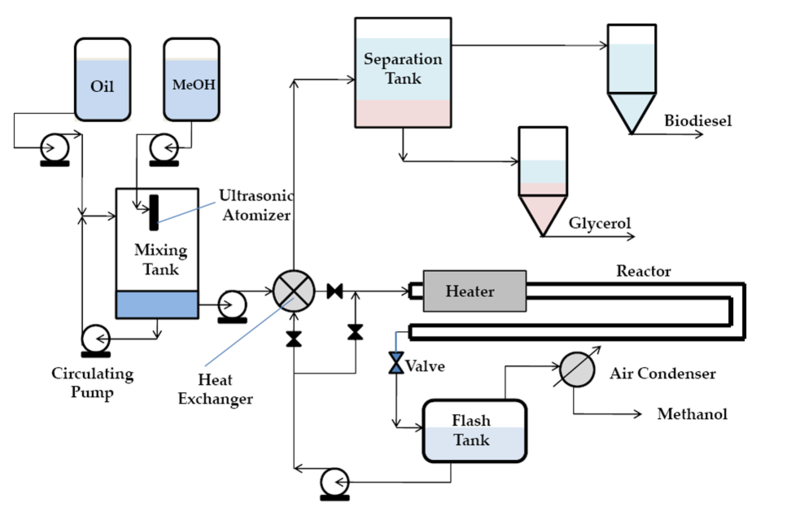 Oil
MeOH
Separation
Tank
Biodiesel
Ultrasonic
Atomizer
Glycerol
Mixing
Tank
Reactor
Heater
Circulating
Pump
Heat
Exchanger
Valve
Air Condenser
Flash
Tank
Methanol